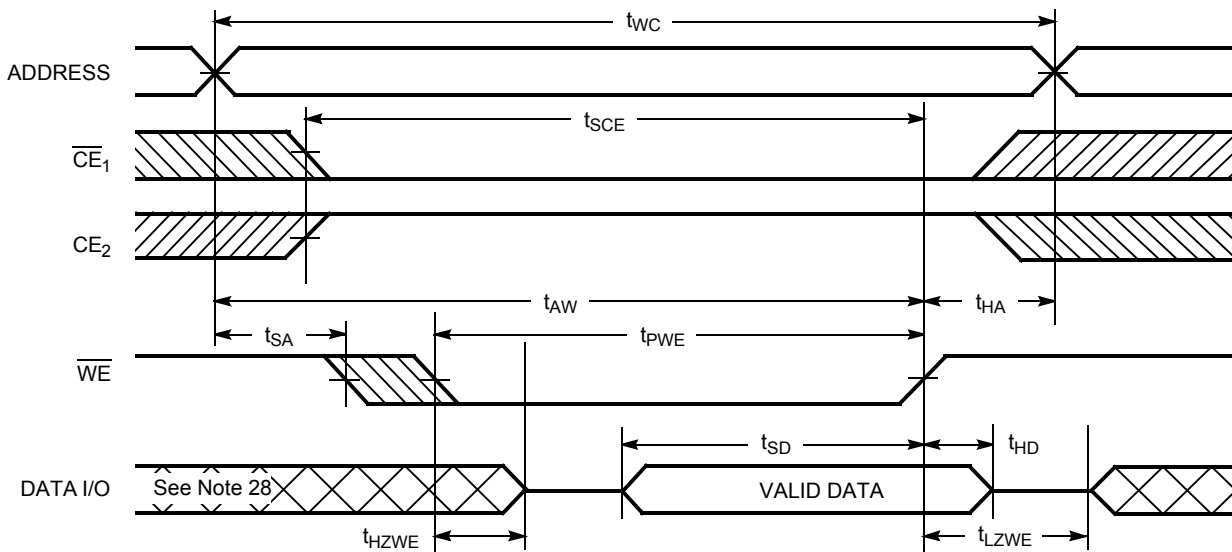 tWC
ADDRESS
tSCE
CE1
CE2
tAW
tHA
tSA
tPWE
WE
tSD
tHD
DATA I/O
See Note 28
VALID DATA
tHZWE
tLZWE